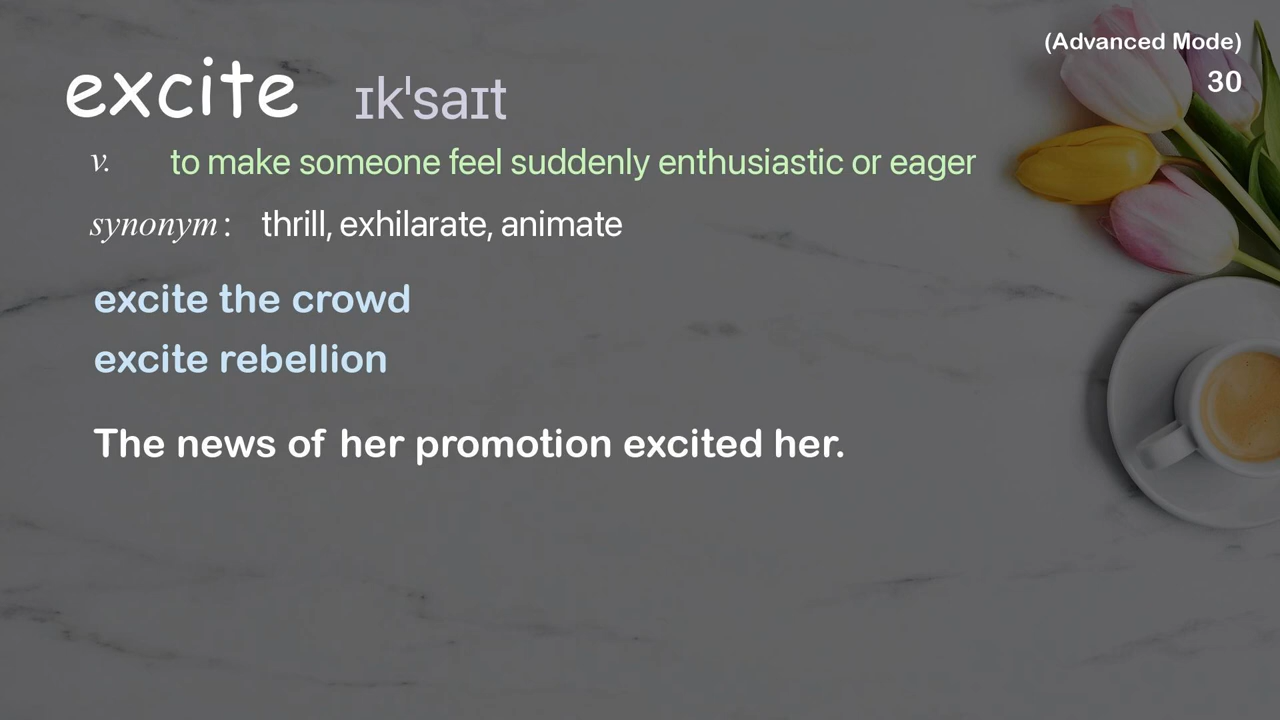 (Advanced Mode)
30
excite ɪkˈsaɪt
v. to make someone feel suddenly enthusiastic or eager
synonym : thrill, exhilarate, animate
excite the crowd
excite rebellion
The news of her promotion excited her.